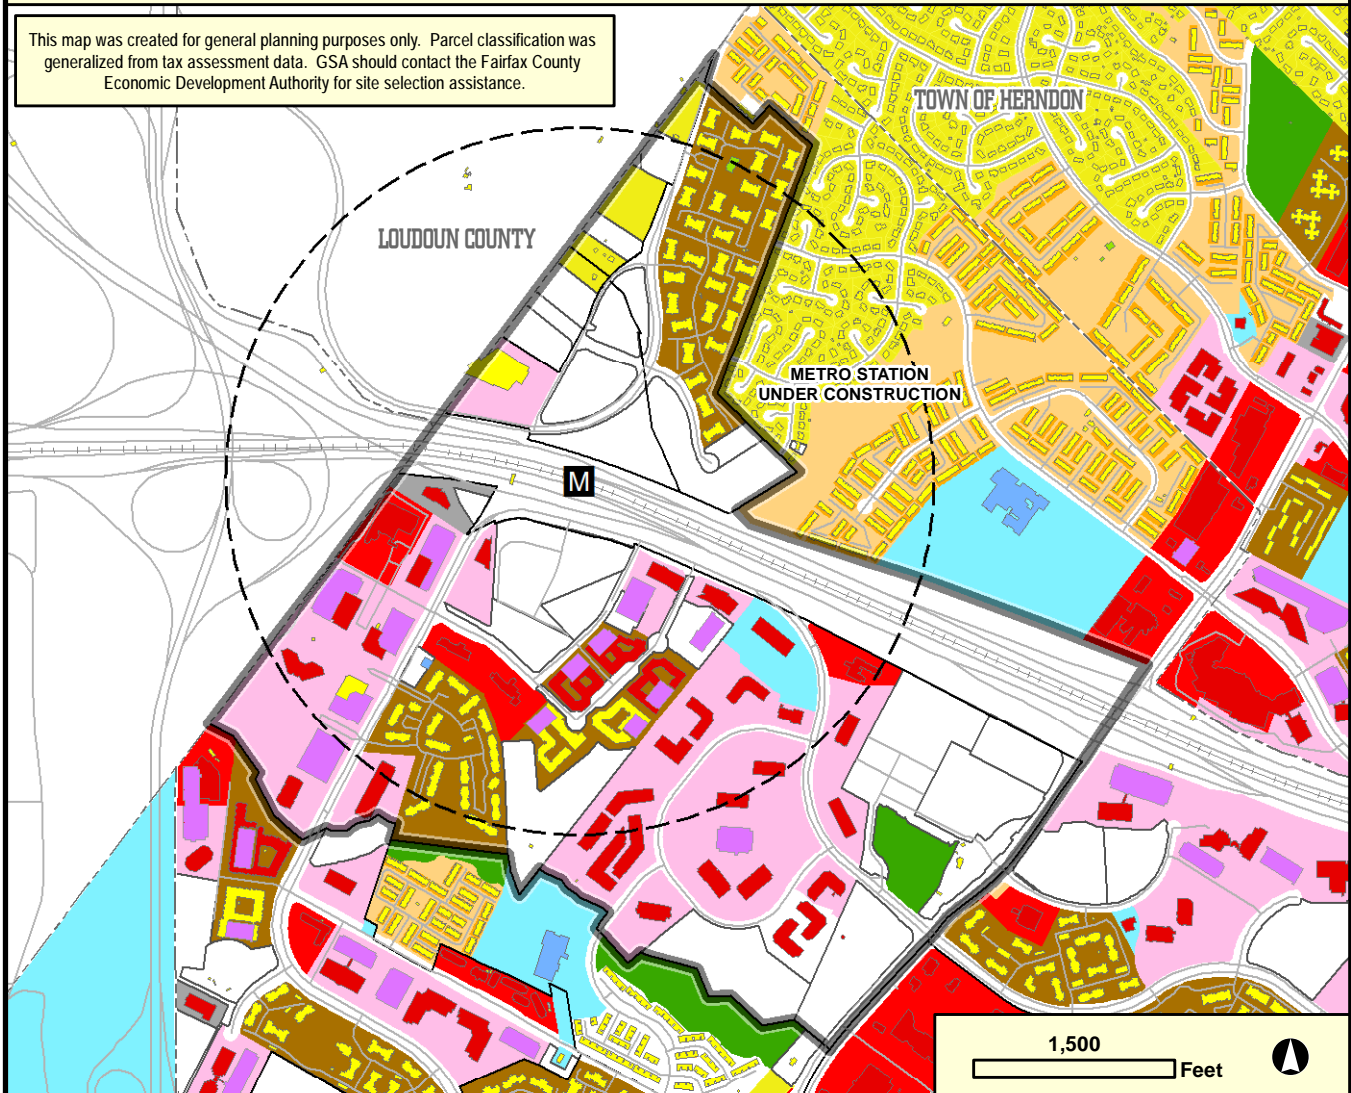 This map was created for general planning purposes only. Parcel classification was
generalized from tax assessment data. GSA should contact the Fairfax County
Economic Development Authority for site selection assistance.
TOWN OF HERNDON
LOUDOUN COUNTY
METRO STATION
UNDER CONSTRUCTION
M
1,500
Feet